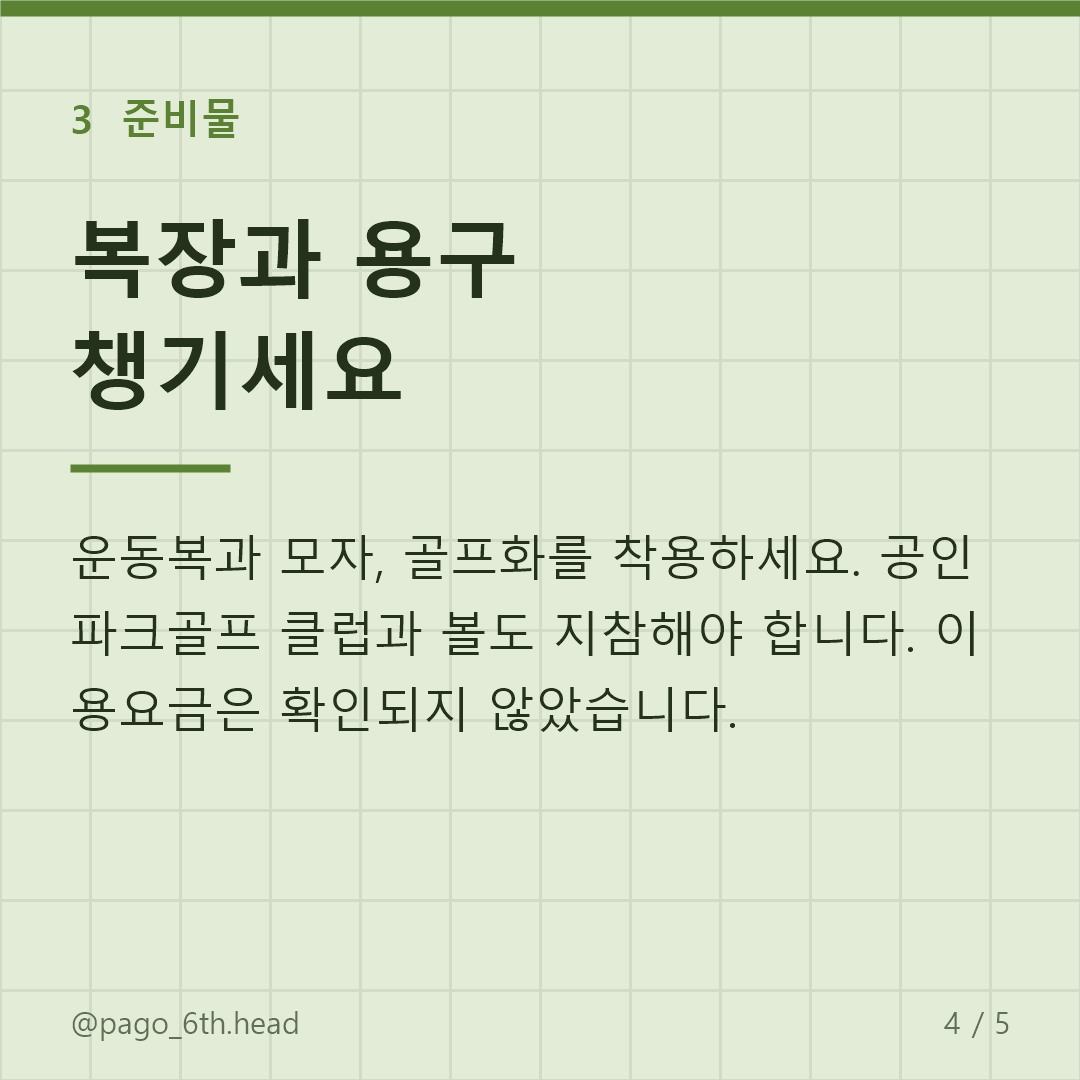 3 준비물
복장과 용구
챙기세요
운동복과 모자, 골프화를 착용하세요. 공인
파크골프 클럽과 볼도 지참해야 합니다. 이
용요금은 확인되지 않았습니다.
@pago_6th.head
4 / 5